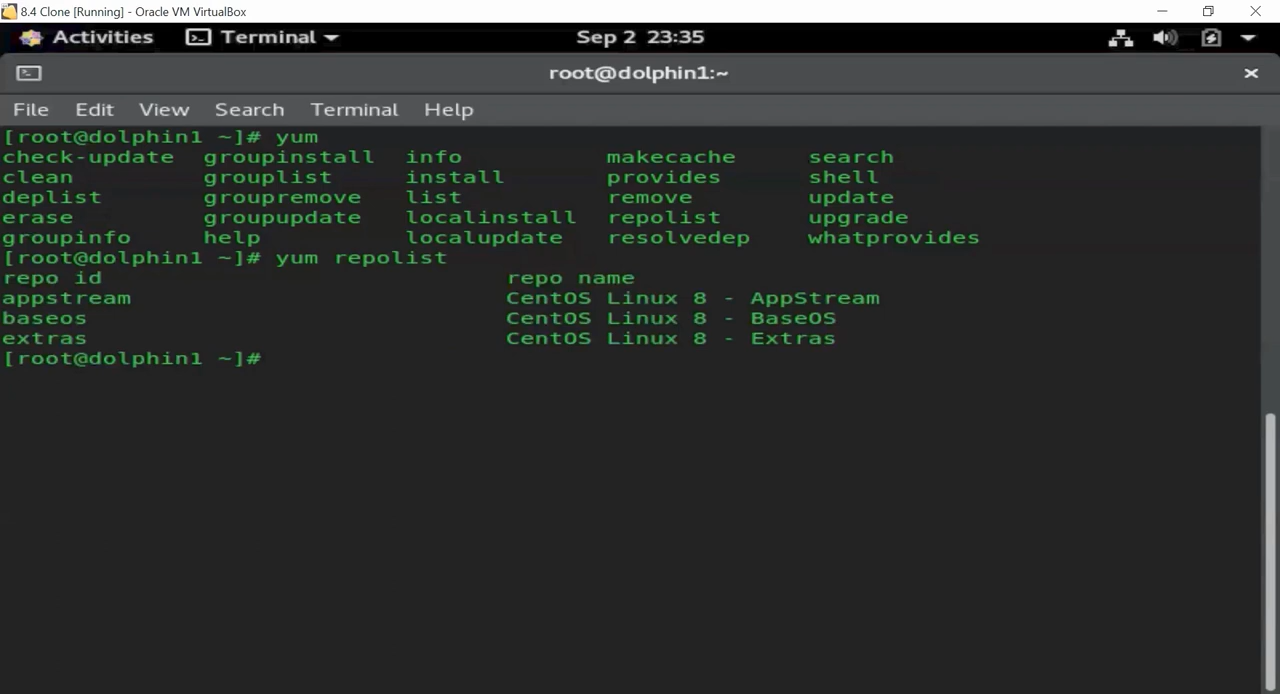 8.4 Clone [Running] - Oracle VM VirtualBox
Activities Terminal Sep 2 23:35
root@dolphin1:~
File Edit View Search Terminal Help
[root@dolphin1 ~]# yum
check-update groupinstall info makecache search
clean grouplist install provides shell
deplist groupremove list remove update
erase groupupdate localinstall repolist upgrade
groupinfo help localupdate resolvedep whatprovides
[root@dolphin1 ~]# yum repolist
repo id repo name
appstream CentOS Linux 8 - AppStream
baseos CentOS Linux 8 - BaseOS
extras CentOS Linux 8 - Extras
[root@dolphin1 ~]#